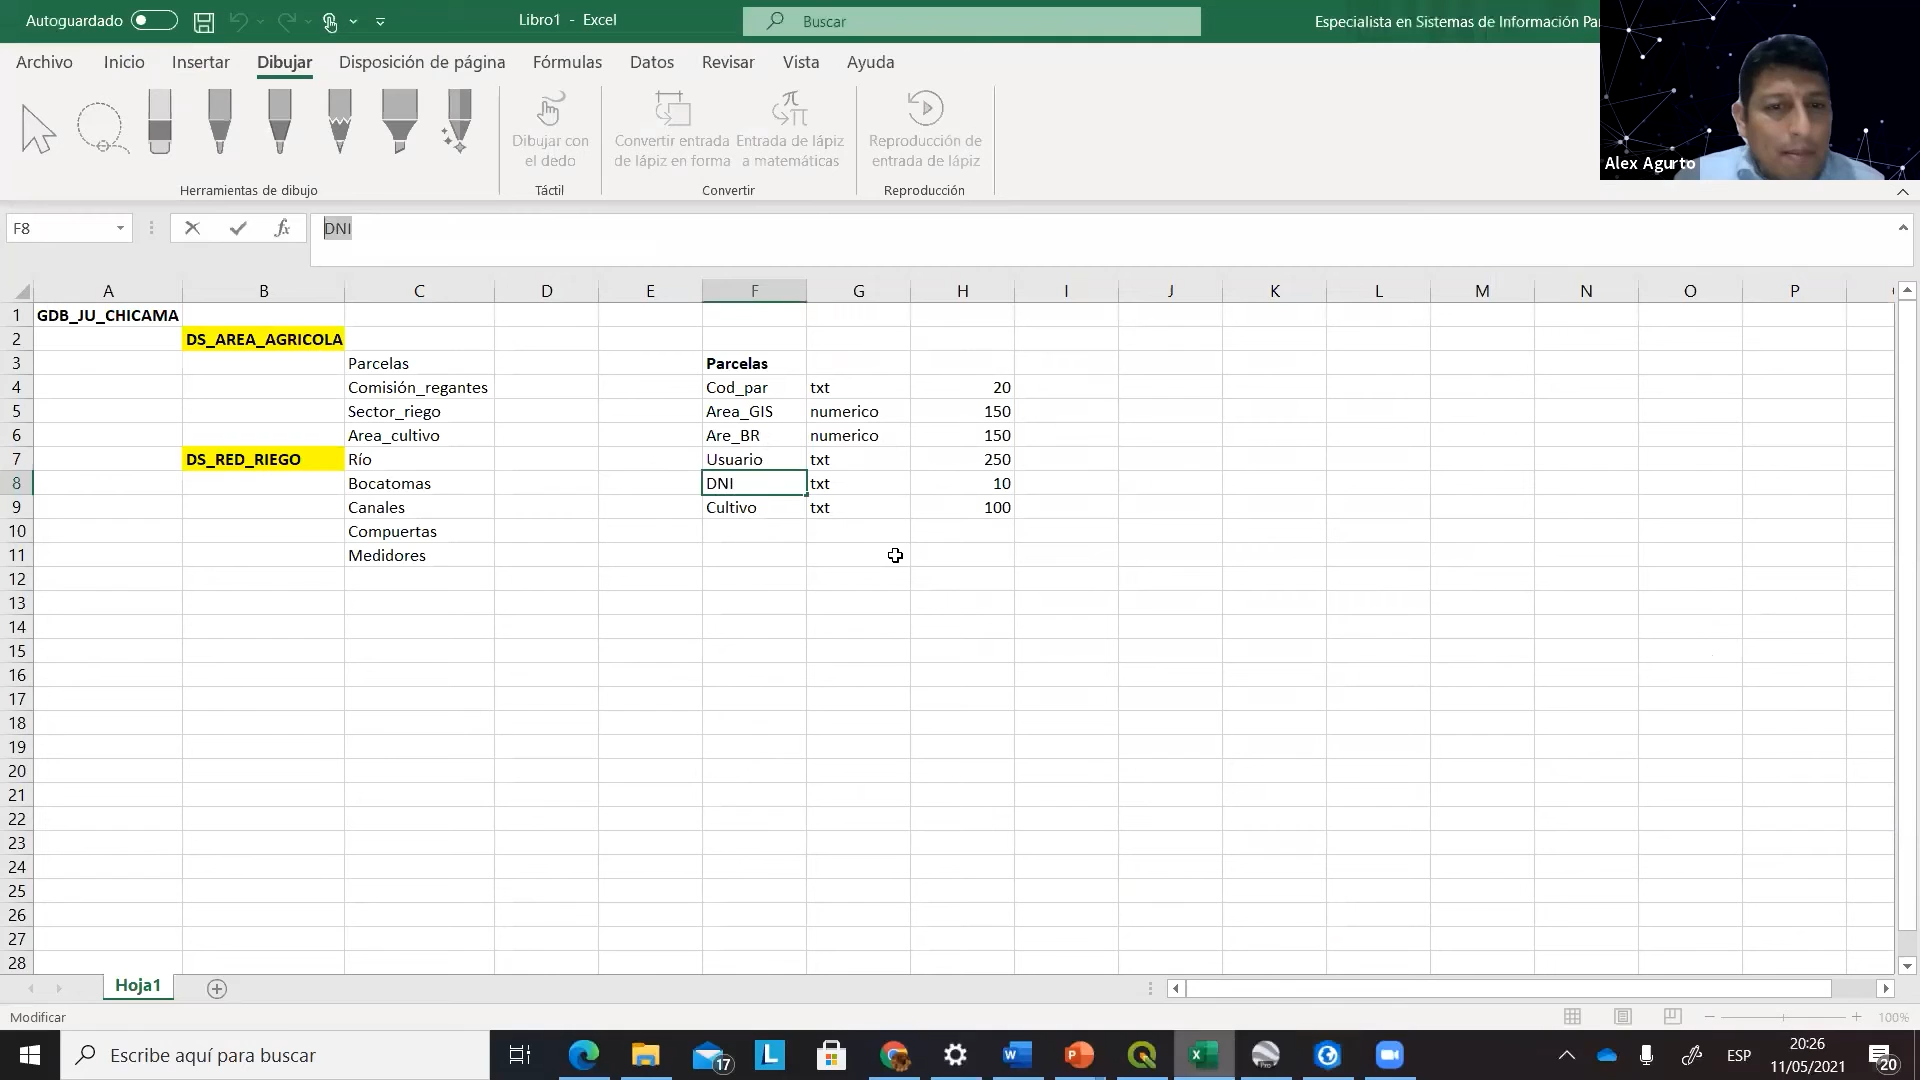 Autoguardado
Libro1 - Excel
Buscar
Especialista en Sistemas de Información Pa
Archivo Inicio Insertar Dibujar Disposición de página Fórmulas Datos Revisar Vista Ayuda
Dibujar con el dedo
Convertir entrada de lápiz en forma
Entrada de lápiz a matemáticas
Reproducción de entrada de lápiz
Herramientas de dibujo Táctil Convertir Reproducción
Alex Agurto
F8 fx DNI
A B C D E F G H I J K L M N O P
1 GDB_JU_CHICAMA
2 DS_AREA_AGRICOLA
3 Parcelas Parcelas
4 Comisión_regantes Cod_par txt 20
5 Sector_riego Area_GIS numerico 150
6 Area_cultivo Are_BR numerico 150
7 DS_RED_RIEGO Río Usuario txt 250
8 Bocatomas DNI txt 10
9 Canales Cultivo txt 100
10 Compuertas
11 Medidores
12
13
14
15
16
17
18
19
20
21
22
23
24
25
26
27
28
Hoja1
Modificar
100%
Escribe aquí para buscar
17
L
W
P
X
Pro
ESP
20:26
11/05/2021
20